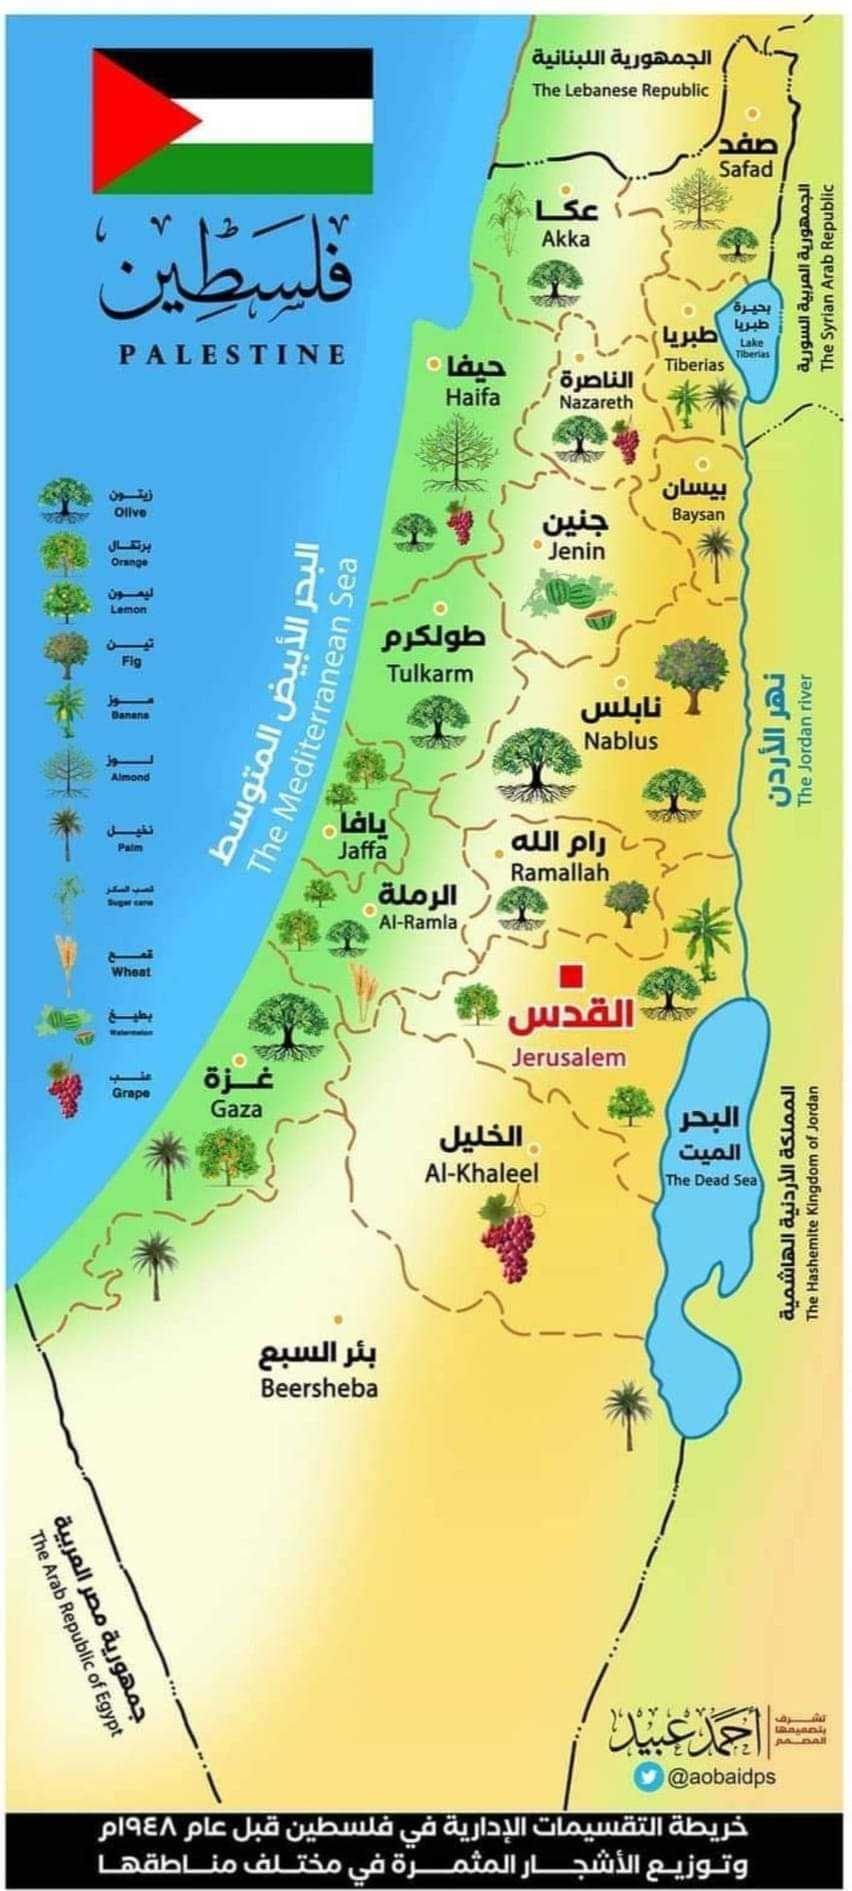 الجمهورية اللبنانية
The Lebanese Republic
فلسطين
PALESTINE
صفد
Safad
عكا
Akka
الجمهورية العربية السورية
The Syrian Arab Republic
بحيرة
طبريا
Lake
Tiberias
طبريا
Tiberias
حيفا
Haifa
الناصرة
Nazareth
بيسان
Baysan
جنين
Jenin
زيتون
Olive
برتقال
Orange
ليمون
Lemon
تين
Fig
موز
Banana
لوز
Almond
نخيل
Palm
قصب السكر
Sugar cane
قمح
Wheat
بطيخ
Watermelon
عنب
Grape
البحر الأبيض المتوسط
The Mediterranean Sea
طولكرم
Tulkarm
نابلس
Nablus
نهر الأردن
The Jordan river
يافا
Jaffa
رام الله
Ramallah
الرملة
Al-Ramla
القدس
Jerusalem
غزة
Gaza
الخليل
Al-Khaleel
البحر
الميت
The Dead Sea
المملكة الأردنية الهاشمية
The Hashemite Kingdom of Jordan
بئر السبع
Beersheba
جمهورية مصر العربية
The Arab Republic of Egypt
أحمد عبيد
تشرف
بتصميمها
المصمم
@aobaidps
خريطة التقسيمات الإدارية في فلسطين قبل عام ١٩٤٨م
وتوزيع الأشجار المثمرة في مختلف مناطقها